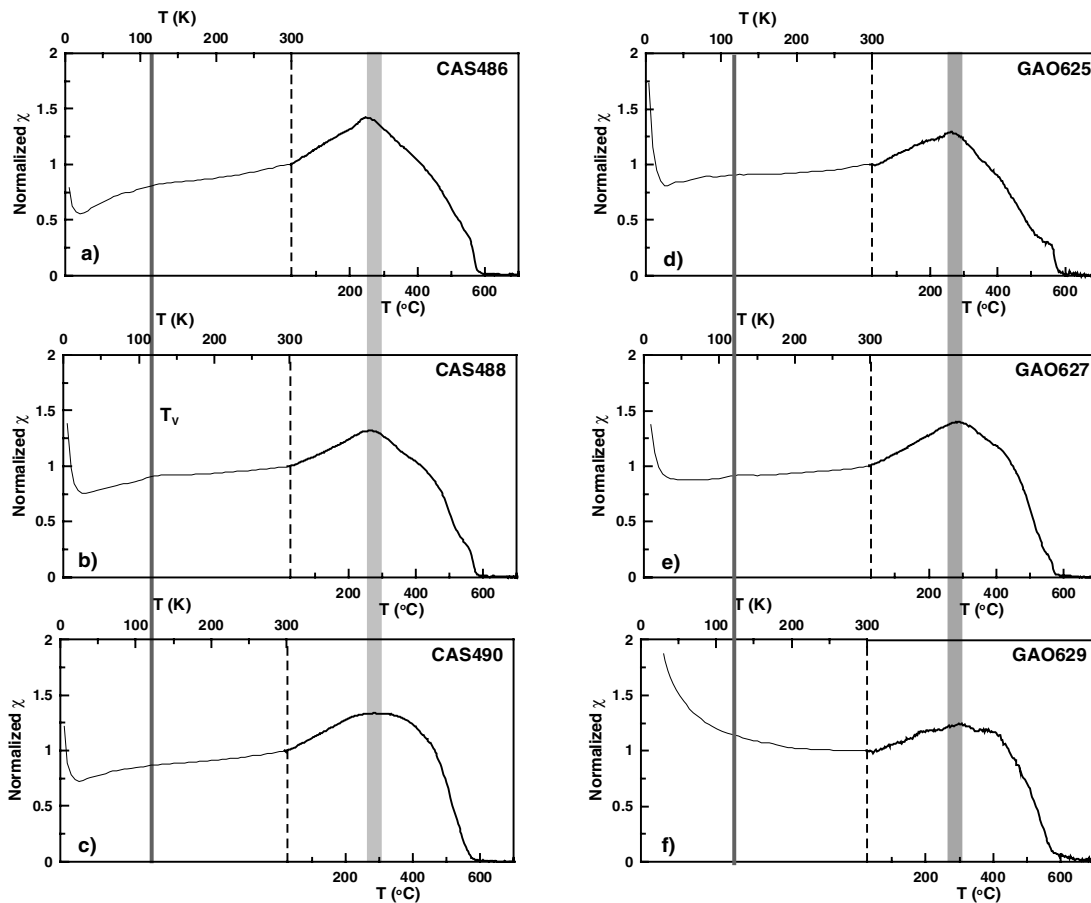 T (K)
0 100 200 300
2
1.5
1
0.5
0
Normalized χ
CAS486
a)
200 400 600
T (°C)
T (K)
0 100 200 300
2
1.5
1
0.5
0
Normalized χ
CAS488
Tv
b)
200 400 600
T (°C)
T (K)
0 100 200 300
2
1.5
1
0.5
0
Normalized χ
CAS490
c)
200 400 600
T (°C)
T (K)
0 100 200 300
2
1.5
1
0.5
0
Normalized χ
GAO625
d)
200 400 600
T (°C)
T (K)
0 100 200 300
2
1.5
1
0.5
0
Normalized χ
GAO627
e)
200 400 600
T (°C)
T (K)
0 100 200 300
2
1.5
1
0.5
0
Normalized χ
GAO629
f)
200 400 600
T (°C)